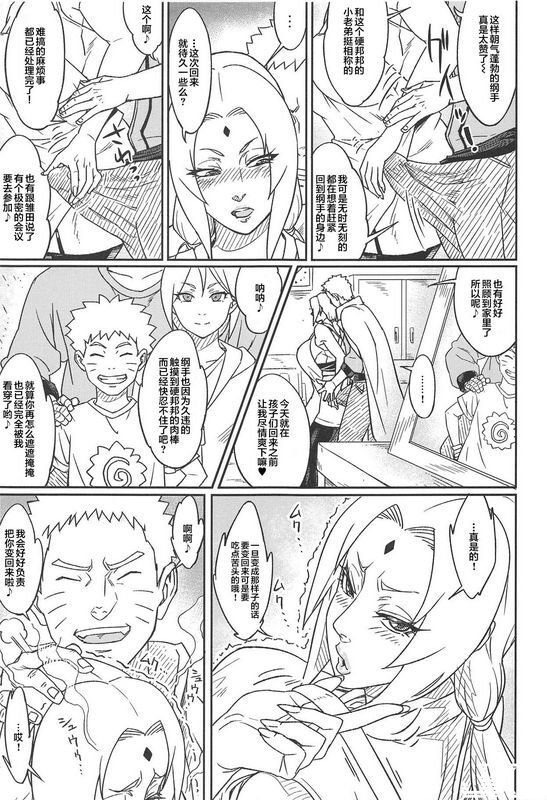 这样朝气
蓬勃的纲手
真是太赞了~
和这个硬邦邦的
小老弟挺相称的
这个♪
我可是无时无刻的
都在想着赶紧
回到纲手
的身边♪
…这次回来
就待久一些么?
这个♪
难搞的麻烦事
都已经处理
完了!
也有跟雏田说了
有个极密的会议
要去参加♪
也有好好
照顾到家里了
所以呢♪
……!
今天就在
孩子们回来之前
让我尽情爽下嘛♥
呐呐♪
纲手也因为久违的
触摸到硬邦邦的肉棒
而已经快忍不住了吧?
就算你再怎么遮遮掩掩
也已经完全被我
看穿了哟♪
…真是的!
一旦变成那样子的话
要变回来可是要
吃点苦头的哦!
啊啊♪
我会好好负责
把你变回来啦♪
…哎!